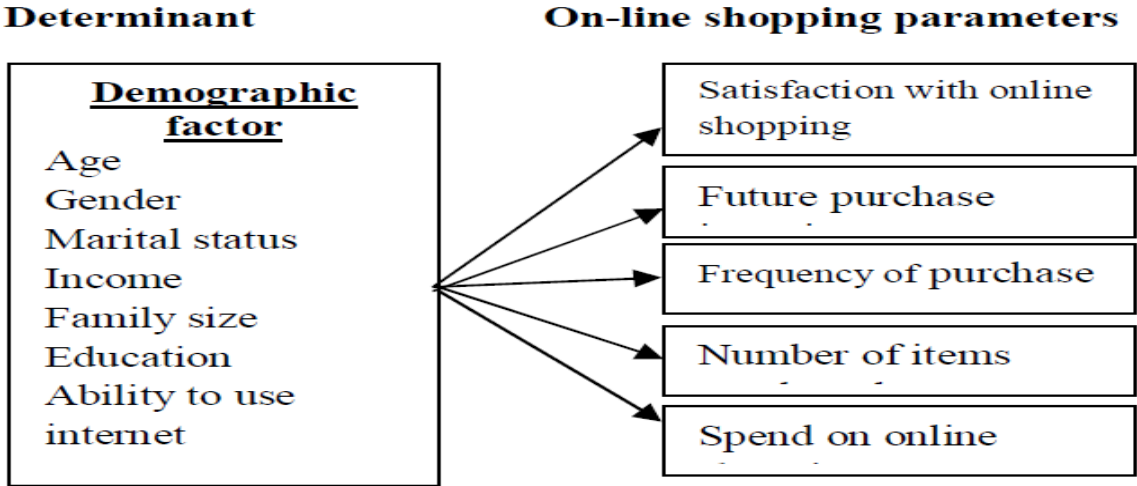 Determinant
On-line shopping parameters
Demographic
factor
Age
Gender
Marital status
Income
Family size
Education
Ability to use
internet
Satisfaction with online
shopping
Future purchase
Frequency of purchase
Number of items
Spend on online